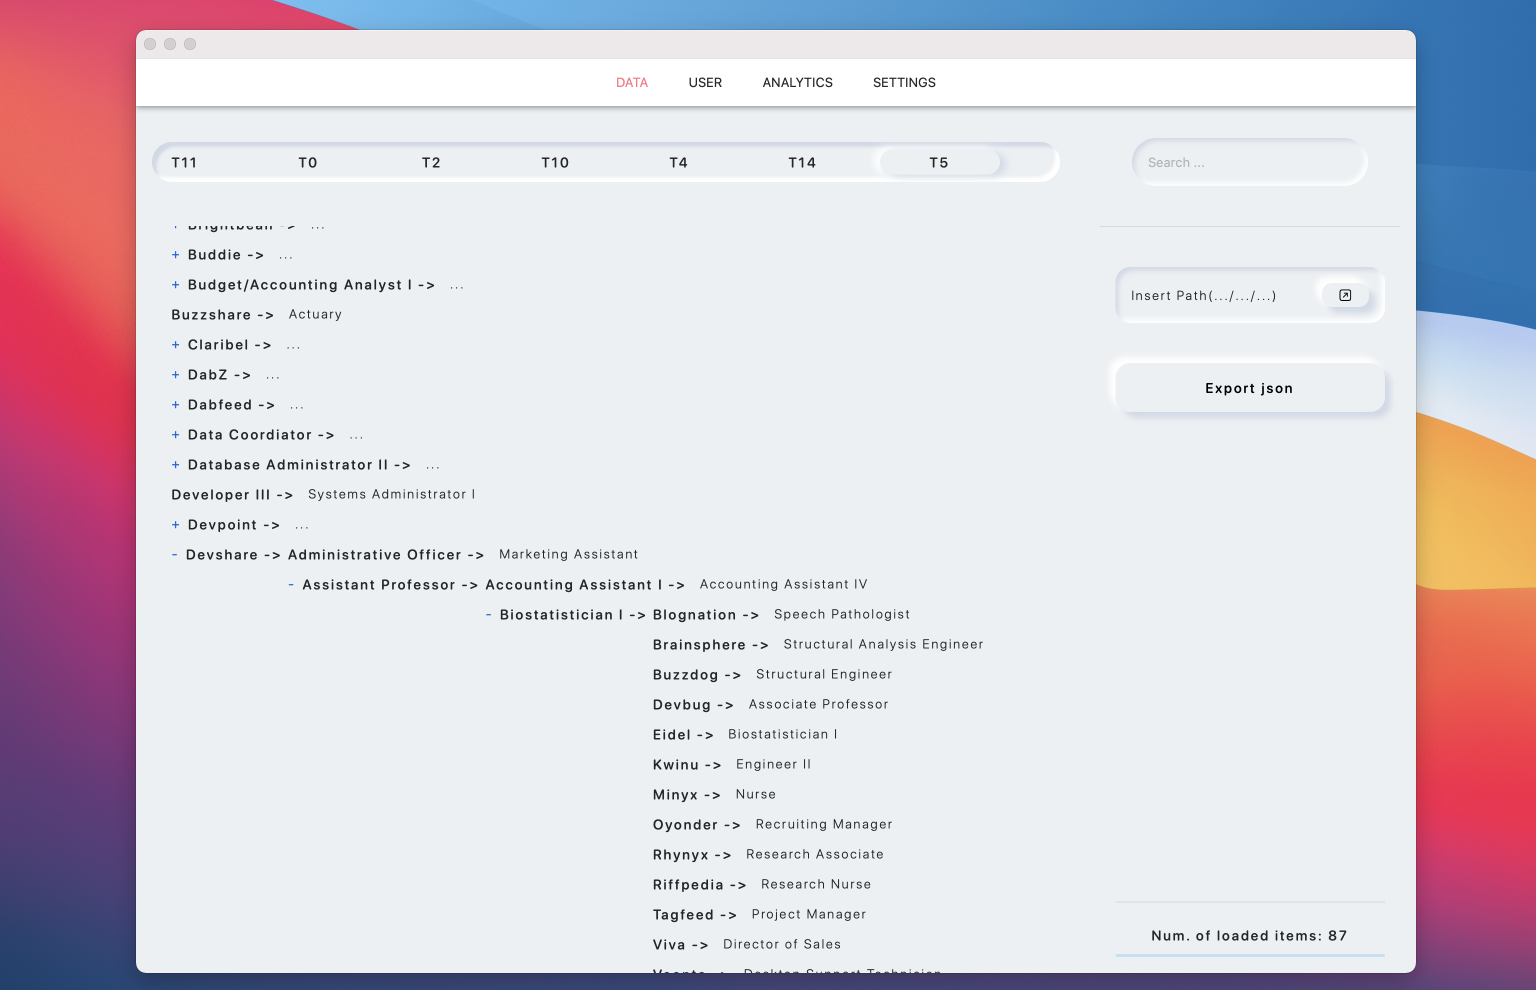 DATA USER ANALYTICS SETTINGS
T11 T0 T2 T10 T4 T14 T5
Search ...
Brightbean -> ...
+ Buddie -> ...
+ Budget/Accounting Analyst I -> ...
Insert Path(.../.../...)
Buzzshare -> Actuary
+ Claribel -> ...
+ DabZ -> ...
Export json
+ Dabfeed -> ...
+ Data Coordiator -> ...
+ Database Administrator II -> ...
Developer III -> Systems Administrator I
+ Devpoint -> ...
- Devshare -> Administrative Officer -> Marketing Assistant
- Assistant Professor -> Accounting Assistant I -> Accounting Assistant IV
- Biostatistician I -> Blognation -> Speech Pathologist
Brainsphere -> Structural Analysis Engineer
Buzzdog -> Structural Engineer
Devbug -> Associate Professor
Eidel -> Biostatistician I
Kwinu -> Engineer II
Minyx -> Nurse
Oyonder -> Recruiting Manager
Rhynyx -> Research Associate
Riffpedia -> Research Nurse
Tagfeed -> Project Manager
Viva -> Director of Sales
Num. of loaded items: 87
Desktop Support Technician